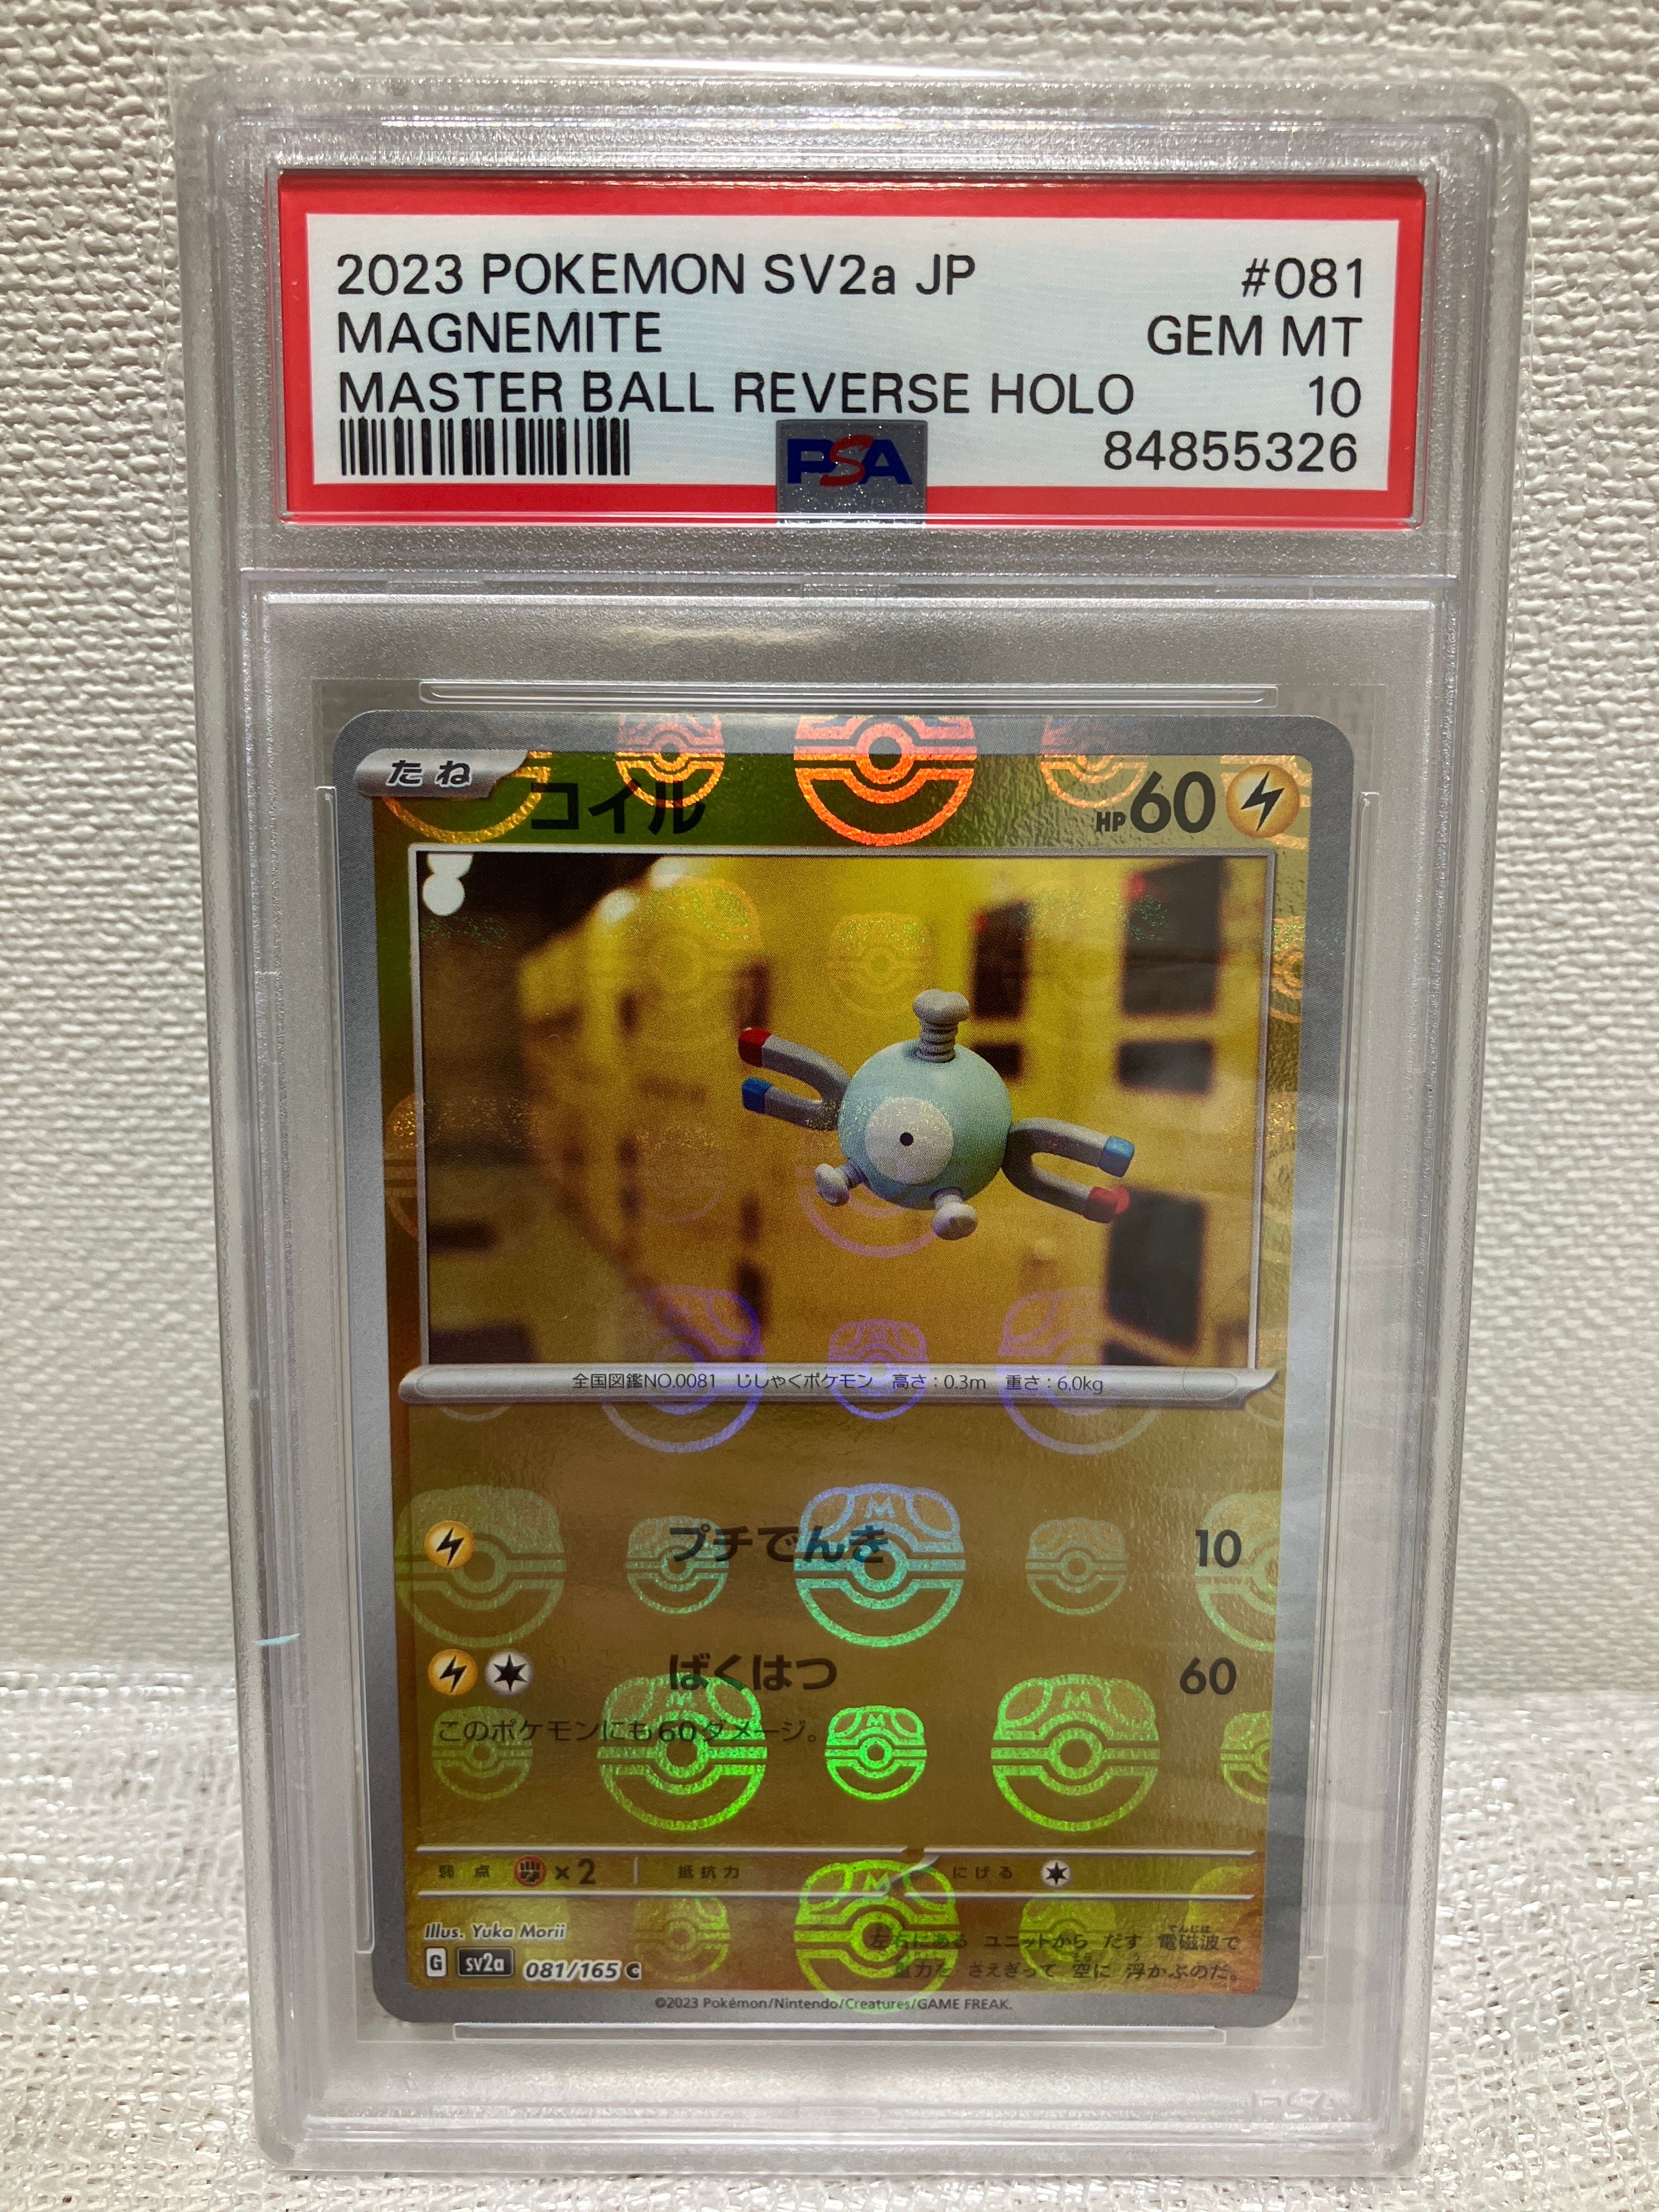 2023 POKEMON SV2a JP #081
MAGNEMITE GEM MT
MASTER BALL REVERSE HOLO 10
PSA 84855326
たね
コイル HP60
全国図鑑NO.0081 じしゃくポケモン 高さ:0.3m 重さ:6.0kg
プチでんき 10
ばくはつ 60
このポケモンにも60ダメージ。
弱点 ×2 抵抗力 にげる
Illus. Yuka Morii
G sv2a 081/165 C
左右にある ユニットから だす 電磁波で
でんじは
重力を さえぎって 空に 浮かぶのだ。
©2023 Pokémon/Nintendo/Creatures/GAME FREAK.
PSA